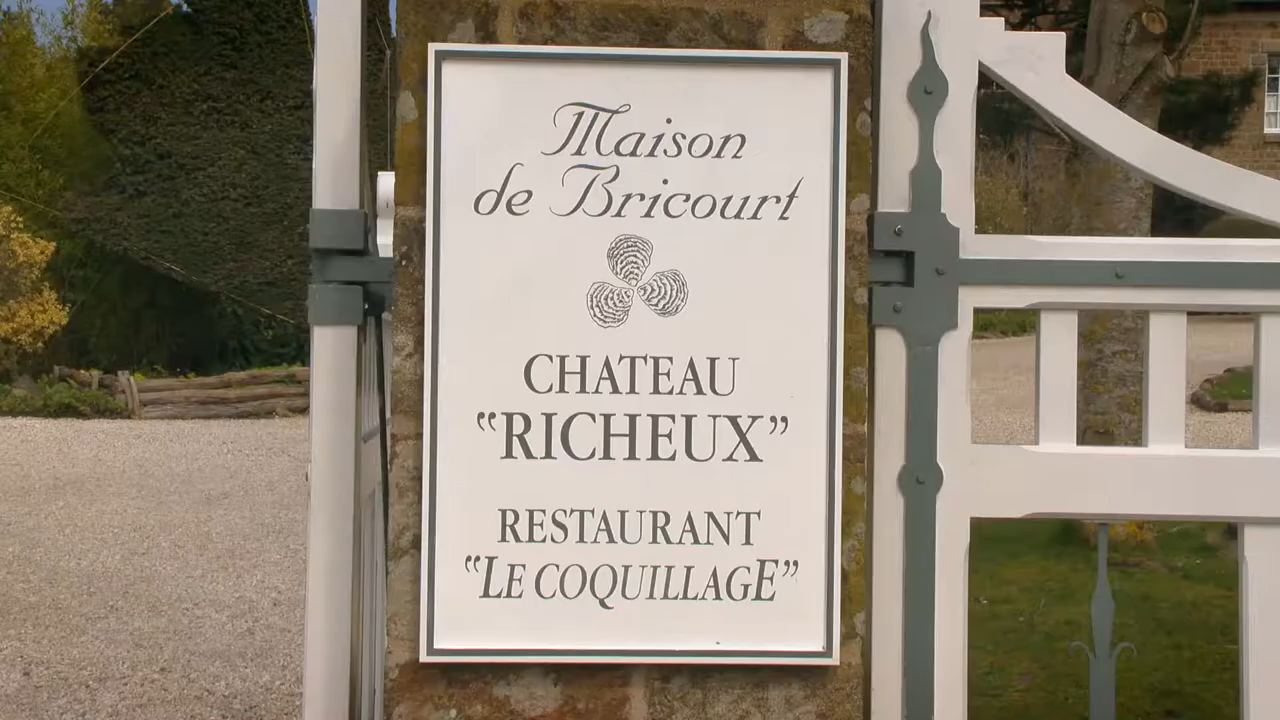 Maison
de Bricourt
CHATEAU
“RICHEUX”
RESTAURANT
“LE COQUILLAGE”